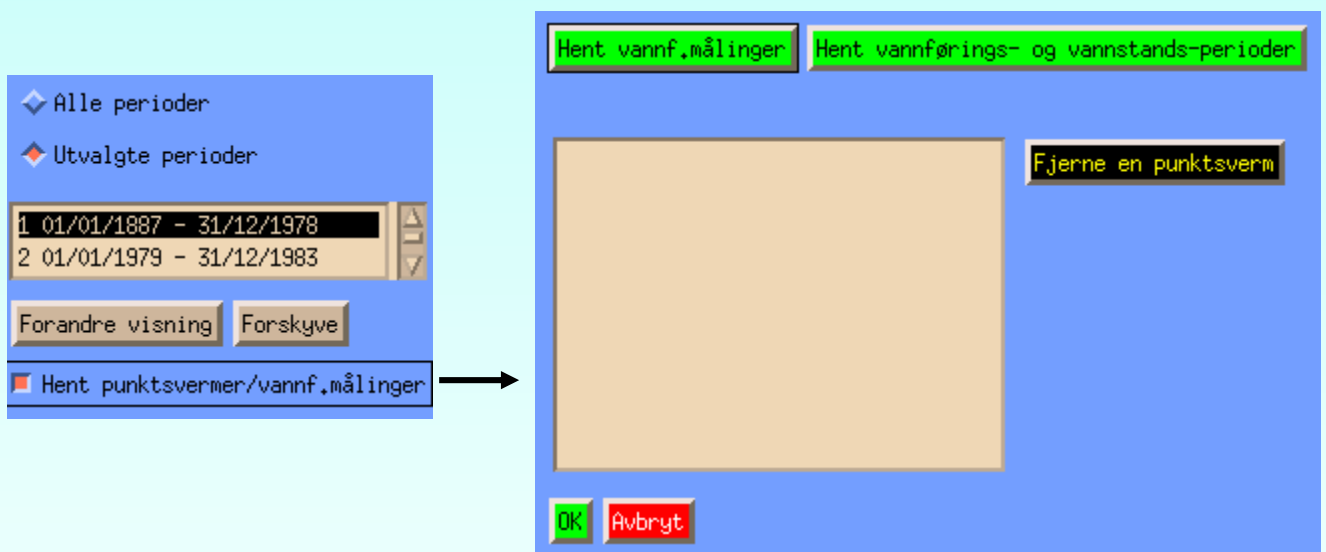 Alle perioder
Utvalgte perioder
1 01/01/1887 - 31/12/1978
2 01/01/1979 - 31/12/1983
Forandre visning Forskyve
Hent punktsvermer/vannf.målinger
Hent vannf.målinger Hent vannførings- og vannstands-perioder
Fjerne en punktsverm
OK Avbryt